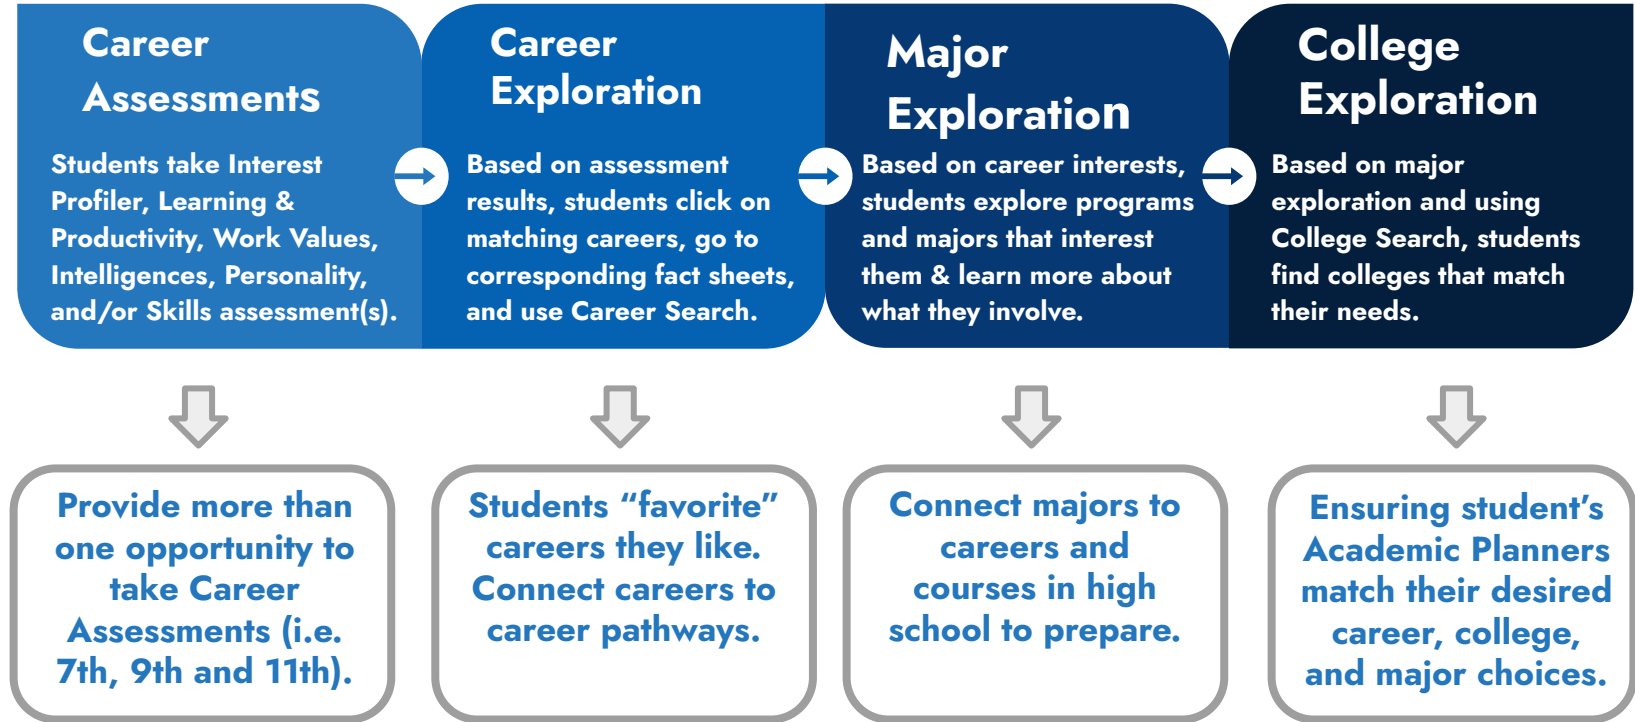 Career
Assessments
Students take Interest
Profiler, Learning &
Productivity, Work Values,
Intelligences, Personality,
and/or Skills assessment(s).
Career
Exploration
Based on assessment
results, students click on
matching careers, go to
corresponding fact sheets,
and use Career Search.
Major
Exploration
Based on career interests,
students explore programs
and majors that interest
them & learn more about
what they involve.
College
Exploration
Based on major
exploration and using
College Search, students
find colleges that match
their needs.
Provide more than
one opportunity to
take Career
Assessments (i.e.
7th, 9th and 11th).
Students “favorite”
careers they like.
Connect careers to
career pathways.
Connect majors to
careers and
courses in high
school to prepare.
Ensuring student’s
Academic Planners
match their desired
career, college,
and major choices.